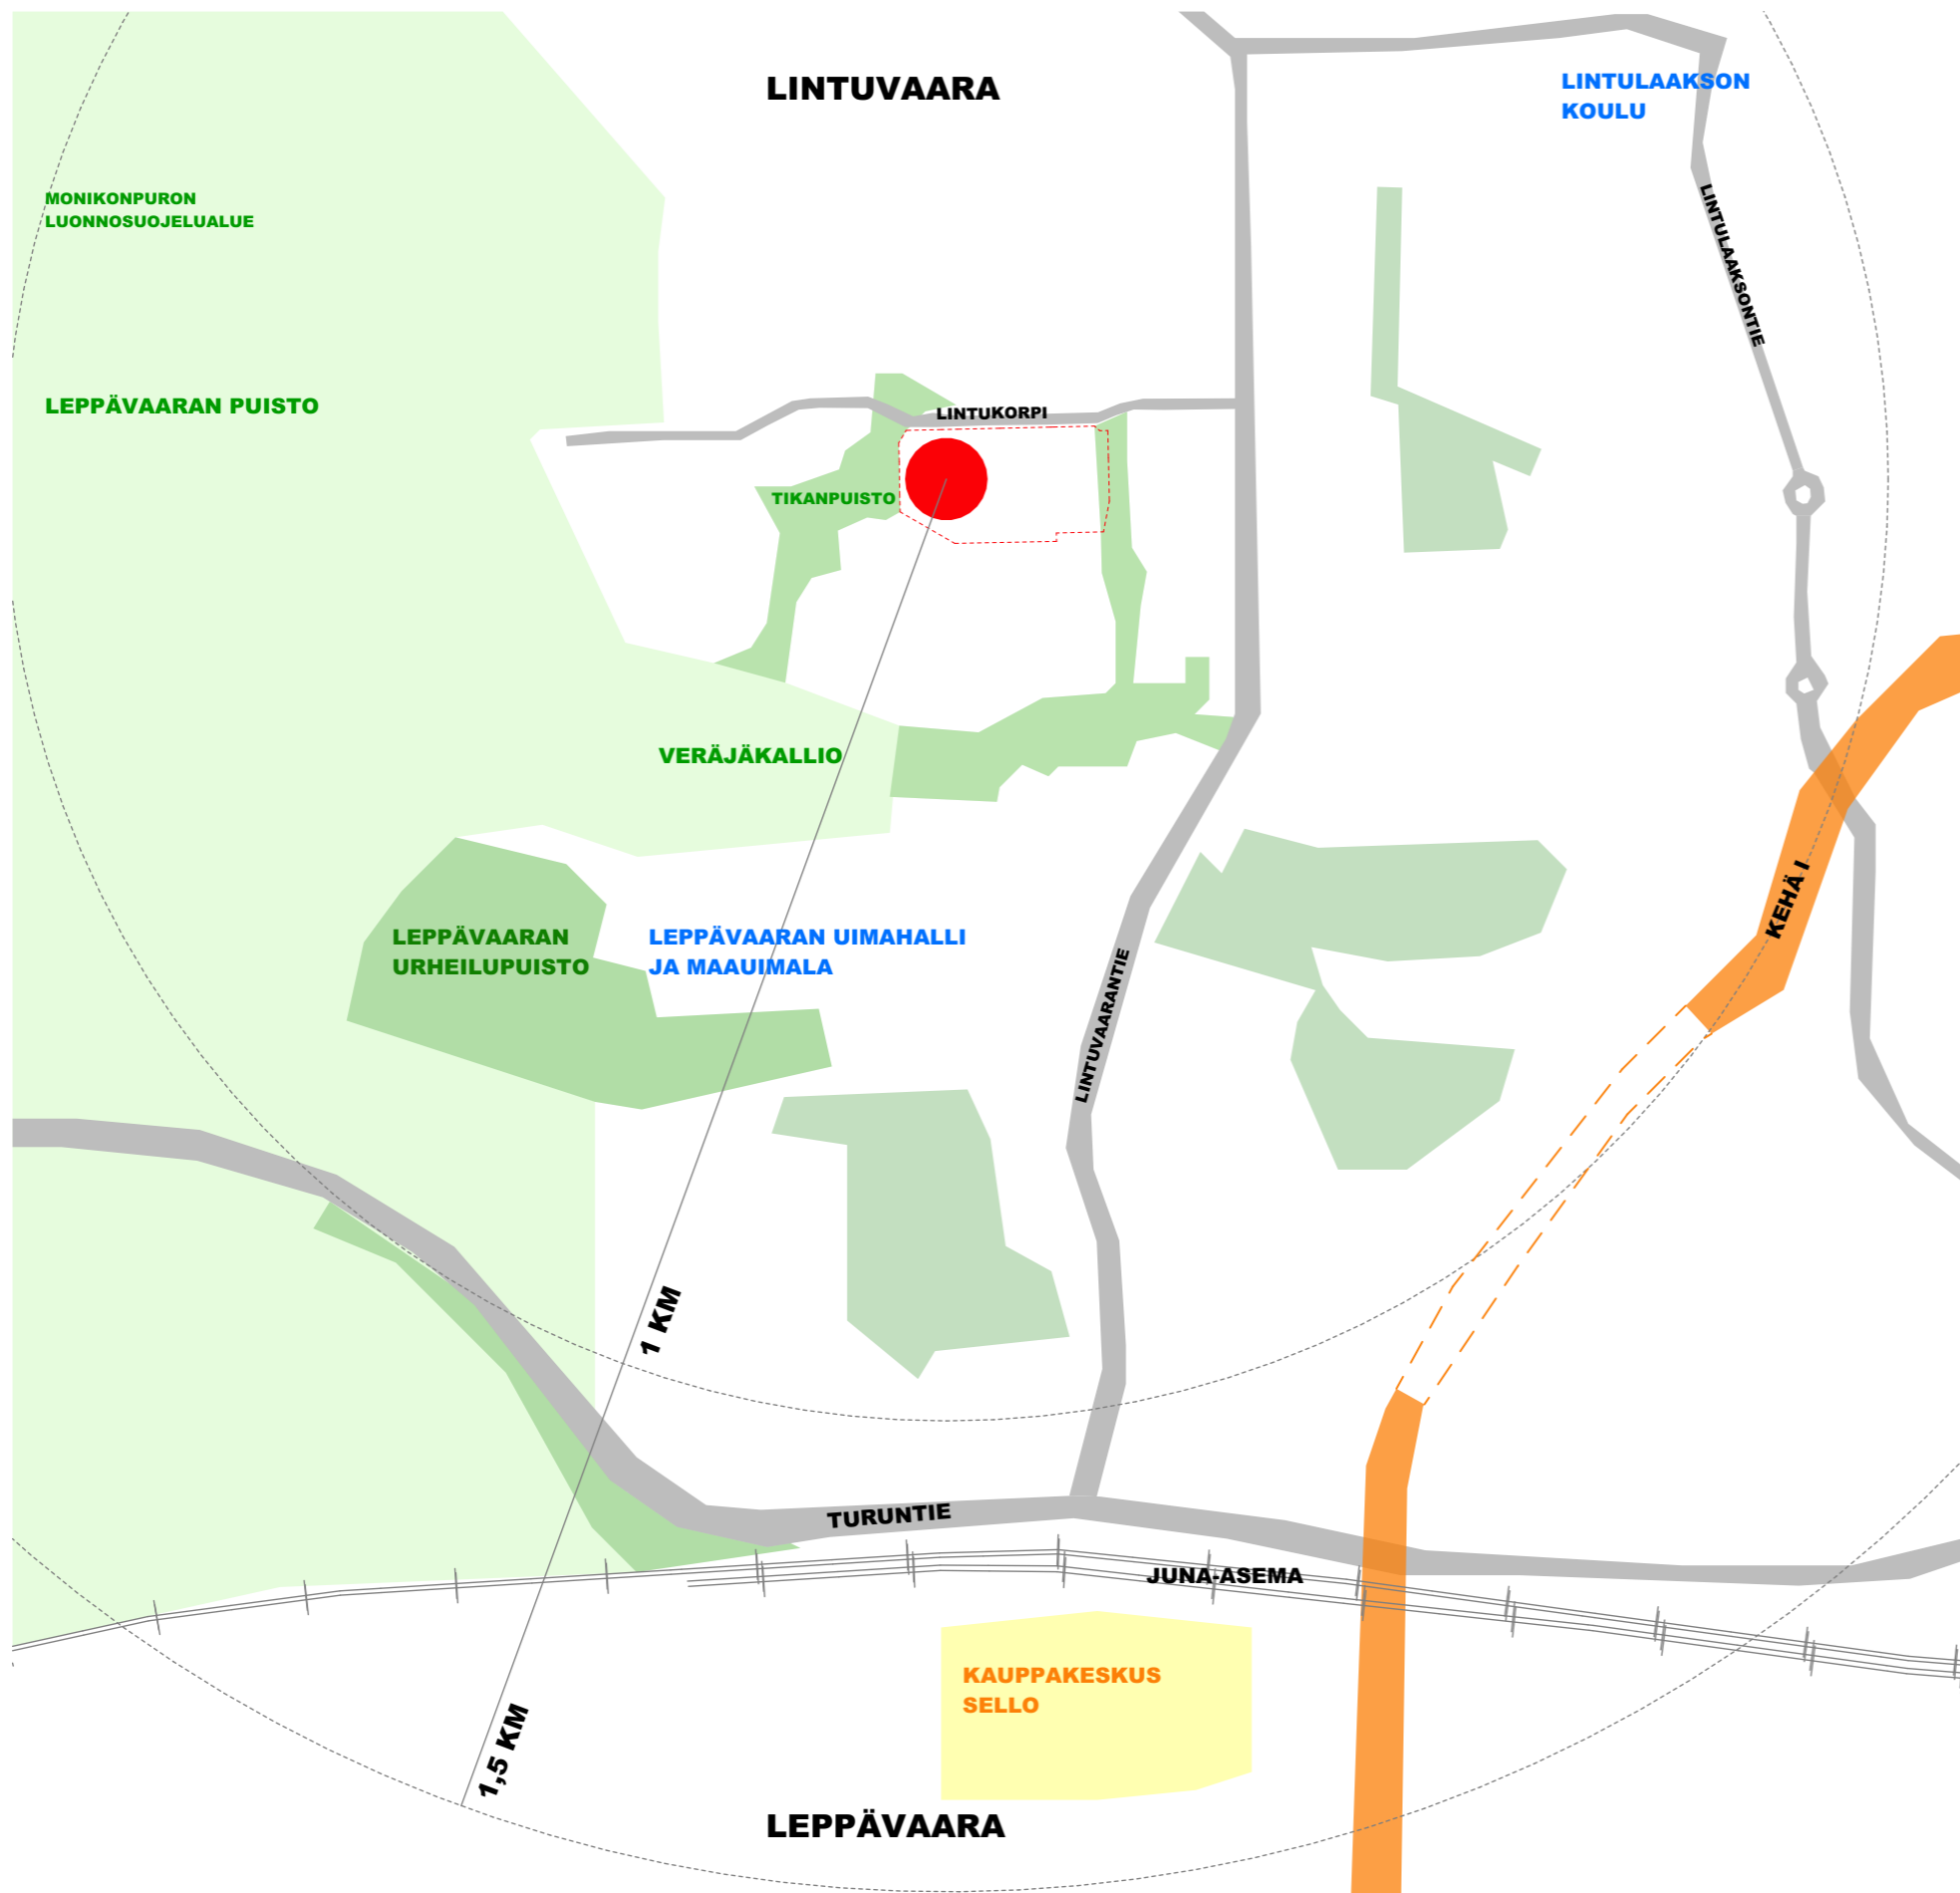 LINTUVAARA
LINTULAAKSON
KOULU
MONIKONPURON
LUONNOSUOJELUALUE
LINTULAAKSONTIE
LEPPÄVAARAN PUISTO
LINTUKORPI
TIKANPUISTO
VERÄJÄKALLIO
KEHÄ I
LEPPÄVAARAN
URHEILUPUISTO
LEPPÄVAARAN UIMAHALLI
JA MAAUIMALA
LINTUVAARANTIE
1 KM
TURUNTIE
JUNA-ASEMA
KAUPPAKESKUS
SELLO
1,5 KM
LEPPÄVAARA